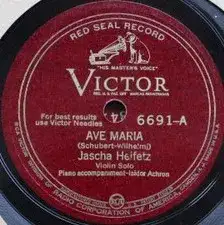 RED SEAL RECORD
"HIS MASTER'S VOICE"
VICTOR
For best results
use Victor Needles
6691-A
AVE MARIA
(Schubert-Wilhelmj)
Jascha Heifetz
Violin Solo
Piano accompaniment-Isidor Achron
RCA